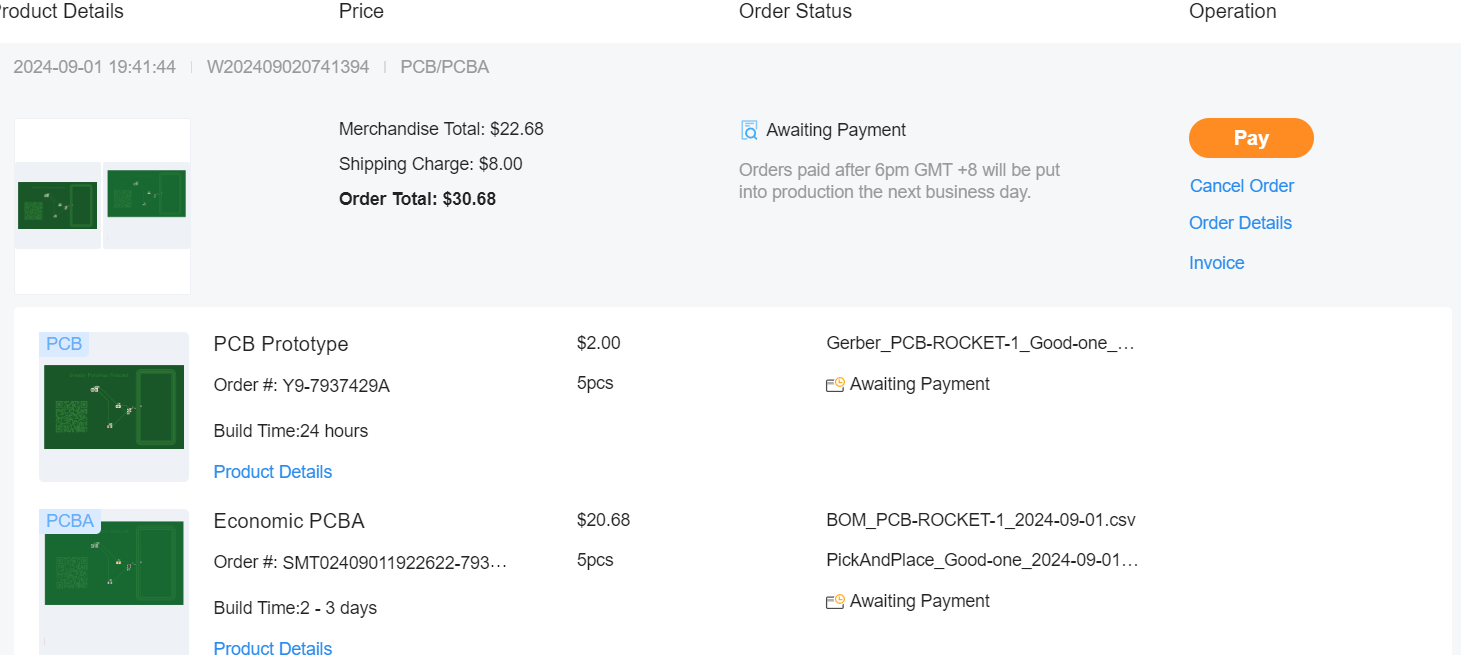 roduct Details
Price
Order Status
Operation
2024-09-01 19:41:44
W202409020741394
PCB/PCBA
Merchandise Total: $22.68
Shipping Charge: $8.00
Order Total: $30.68
Awaiting Payment
Orders paid after 6pm GMT +8 will be put
into production the next business day.
Pay
Cancel Order
Order Details
Invoice
PCB
PCB Prototype
Order #: Y9-7937429A
Build Time:24 hours
Product Details
$2.00
5pcs
Gerber_PCB-ROCKET-1_Good-one_…
Awaiting Payment
PCBA
Economic PCBA
Order #: SMT02409011922622-793…
Build Time:2 - 3 days
Product Details
$20.68
5pcs
BOM_PCB-ROCKET-1_2024-09-01.csv
PickAndPlace_Good-one_2024-09-01…
Awaiting Payment